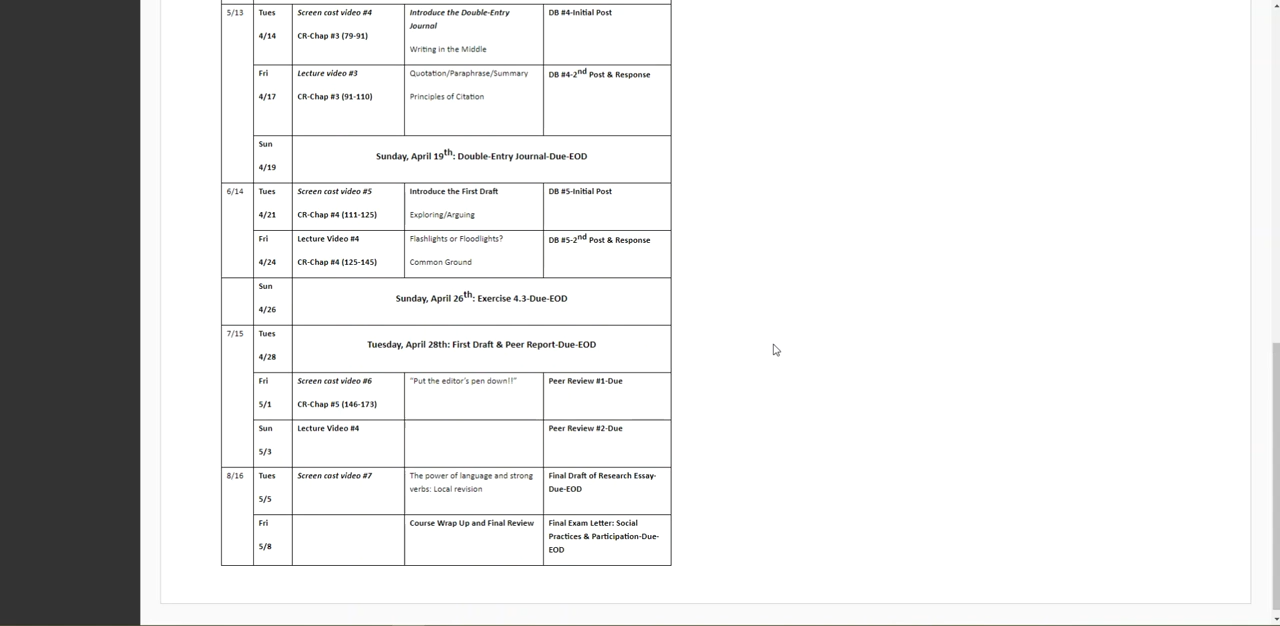 5/13
Tues
4/14
Screen cast video #4
CR-Chap #3 (79-91)
Introduce the Double-Entry
Journal
Writing in the Middle
DB #4-Initial Post
Fri
4/17
Lecture video #3
CR-Chap #3 (91-110)
Quotation/Paraphrase/Summary
Principles of Citation
DB #4-2nd Post & Response
Sun
4/19
Sunday, April 19th: Double-Entry Journal-Due-EOD
6/14
Tues
4/21
Screen cast video #5
CR-Chap #4 (111-125)
Introduce the First Draft
Exploring/Arguing
DB #5-Initial Post
Fri
4/24
Lecture Video #4
CR-Chap #4 (125-145)
Flashlights or Floodlights?
Common Ground
DB #5-2nd Post & Response
Sun
4/26
Sunday, April 26th: Exercise 4.3-Due-EOD
7/15
Tues
4/28
Tuesday, April 28th: First Draft & Peer Report-Due-EOD
Fri
5/1
Screen cast video #6
CR-Chap #5 (146-173)
“Put the editor’s pen down!!”
Peer Review #1-Due
Sun
5/3
Lecture Video #4
Peer Review #2-Due
8/16
Tues
5/5
Screen cast video #7
The power of language and strong
verbs: Local revision
Final Draft of Research Essay-
Due-EOD
Fri
5/8
Course Wrap Up and Final Review
Final Exam Letter: Social
Practices & Participation-Due-
EOD